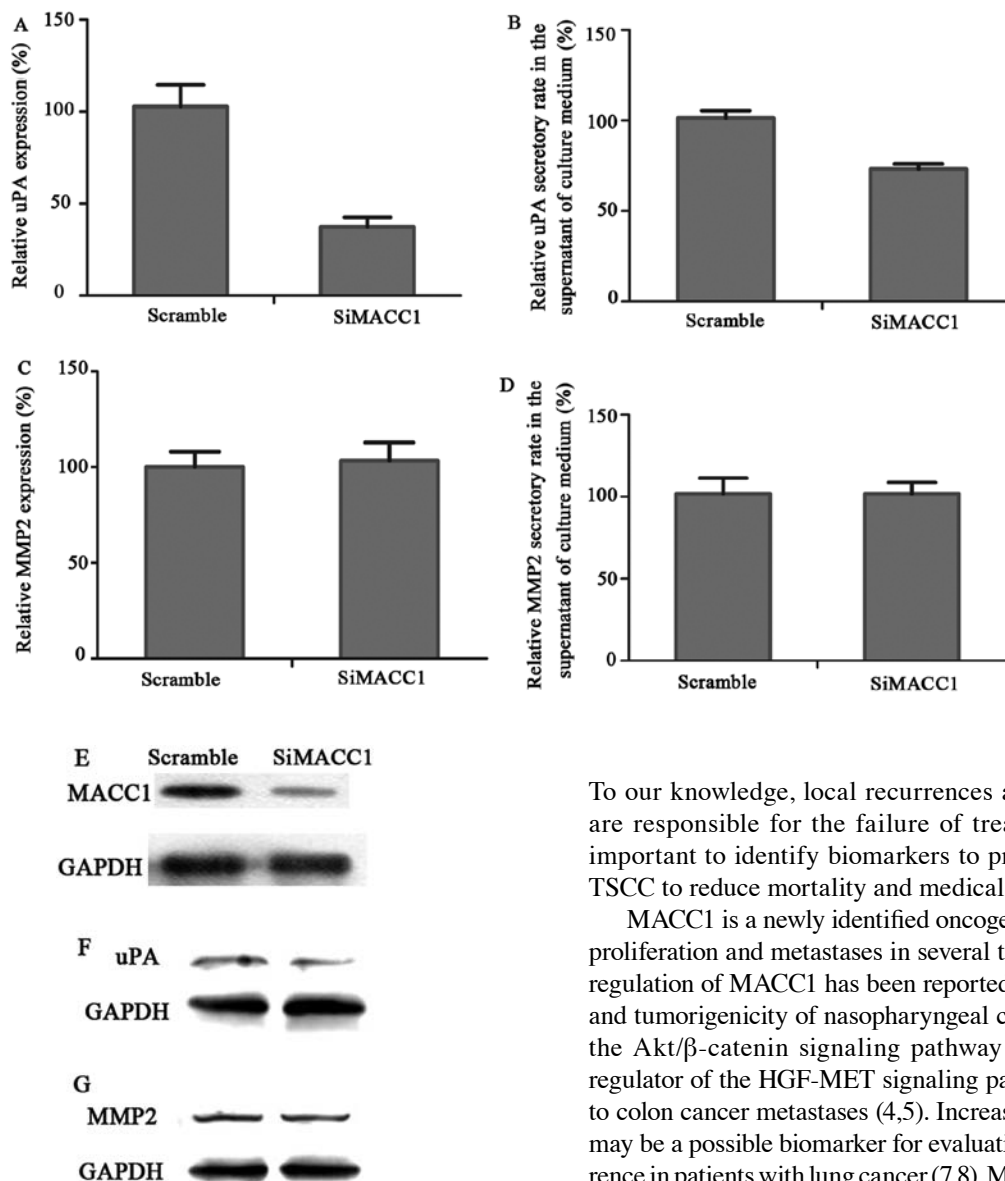 A
Relative uPA expression (%)
150
100
50
0
Scramble SiMACC1
B
Relative uPA secretory rate in the
supernatant of culture medium (%)
150
100
50
0
Scramble SiMACC1
C
Relative MMP2 expression (%)
150
100
50
0
Scramble SiMACC1
D
Relative MMP2 secretory rate in the
supernatant of culture medium (%)
150
100
50
0
Scramble SiMACC1
E Scramble SiMACC1
MACC1
GAPDH
F uPA
GAPDH
G
MMP2
GAPDH
To our knowledge, local recurrences
are responsible for the failure of
important to identify biomarkers to
TSCC to reduce mortality and medical
MACC1 is a newly identified
proliferation and metastases in several
regulation of MACC1 has been reported
and tumorigenicity of nasopharyngeal
the Akt/β-catenin signaling pathway
regulator of the HGF-MET signaling
to colon cancer metastases (4,5).
may be a possible biomarker for
rence in patients with lung cancer (7,8).